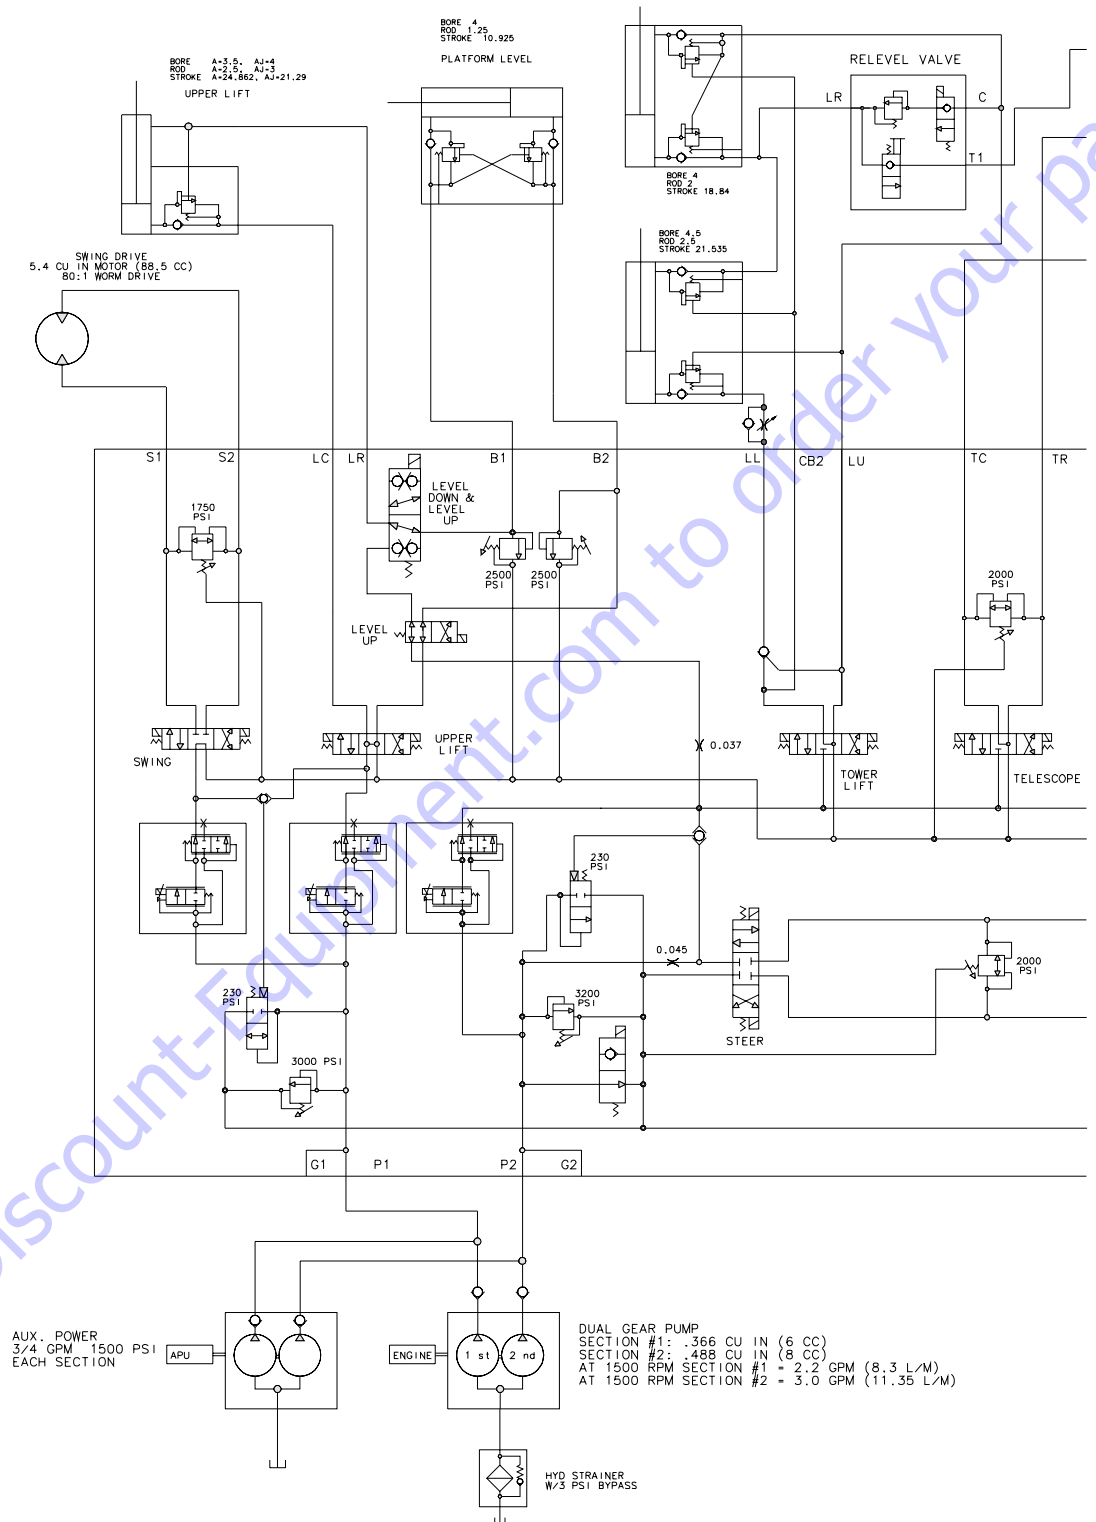 BORE 4
ROD 1.25
STROKE 10.925
PLATFORM LEVEL
BORE A=3.5, AJ=4
ROD A=2.5, AJ=3
STROKE A=24.862, AJ=21.29
UPPER LIFT
RELEVEL VALVE
LR
C
T1
BORE 4
ROD 2
STROKE 18.84
BORE 4.5
ROD 2.5
STROKE 21.535
SWING DRIVE
5.4 CU IN MOTOR (88.5 CC)
80:1 WORM DRIVE
S1
S2
LC
LR
B1
B2
LL
CB2
LU
TC
TR
LEVEL
DOWN &
LEVEL
UP
1750
PSI
2500
PSI
2500
PSI
2000
PSI
LEVEL
UP
SWING
UPPER
LIFT
0.037
TOWER
LIFT
TELESCOPE
230
PSI
0.045
2000
PSI
230
PSI
3200
PSI
STEER
3000 PSI
G1
P1
P2
G2
AUX. POWER
3/4 GPM 1500 PSI
EACH SECTION
APU
ENGINE
1 st
2 nd
DUAL GEAR PUMP
SECTION #1: .366 CU IN (6 CC)
SECTION #2: .488 CU IN (8 CC)
AT 1500 RPM SECTION #1 = 2.2 GPM (8.3 L/M)
AT 1500 RPM SECTION #2 = 3.0 GPM (11.35 L/M)
HYD STRAINER
W/3 PSI BYPASS
Discount-Equipment.com to order your pa